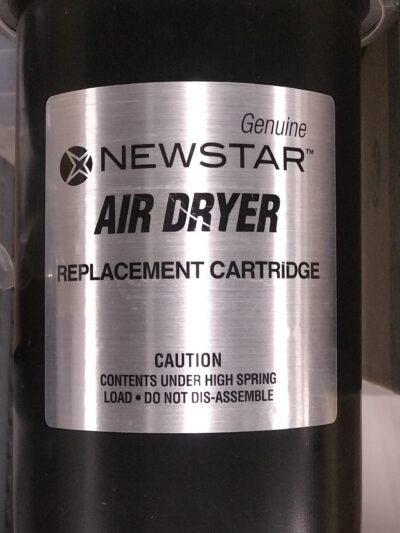 Genuine
NEWSTAR™
AIR DRYER
REPLACEMENT CARTRiDGE
CAUTION
CONTENTS UNDER HIGH SPRING
LOAD • DO NOT DIS-ASSEMBLE